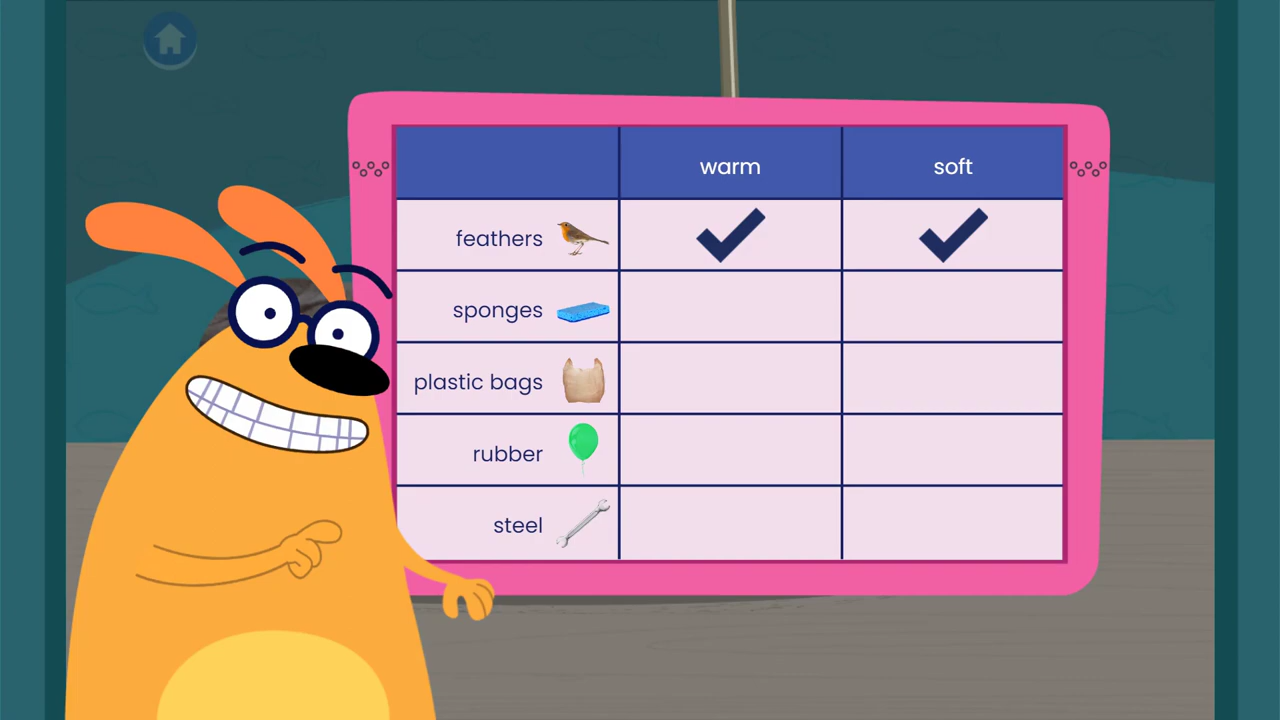 warm soft
feathers
sponges
plastic bags
rubber
steel